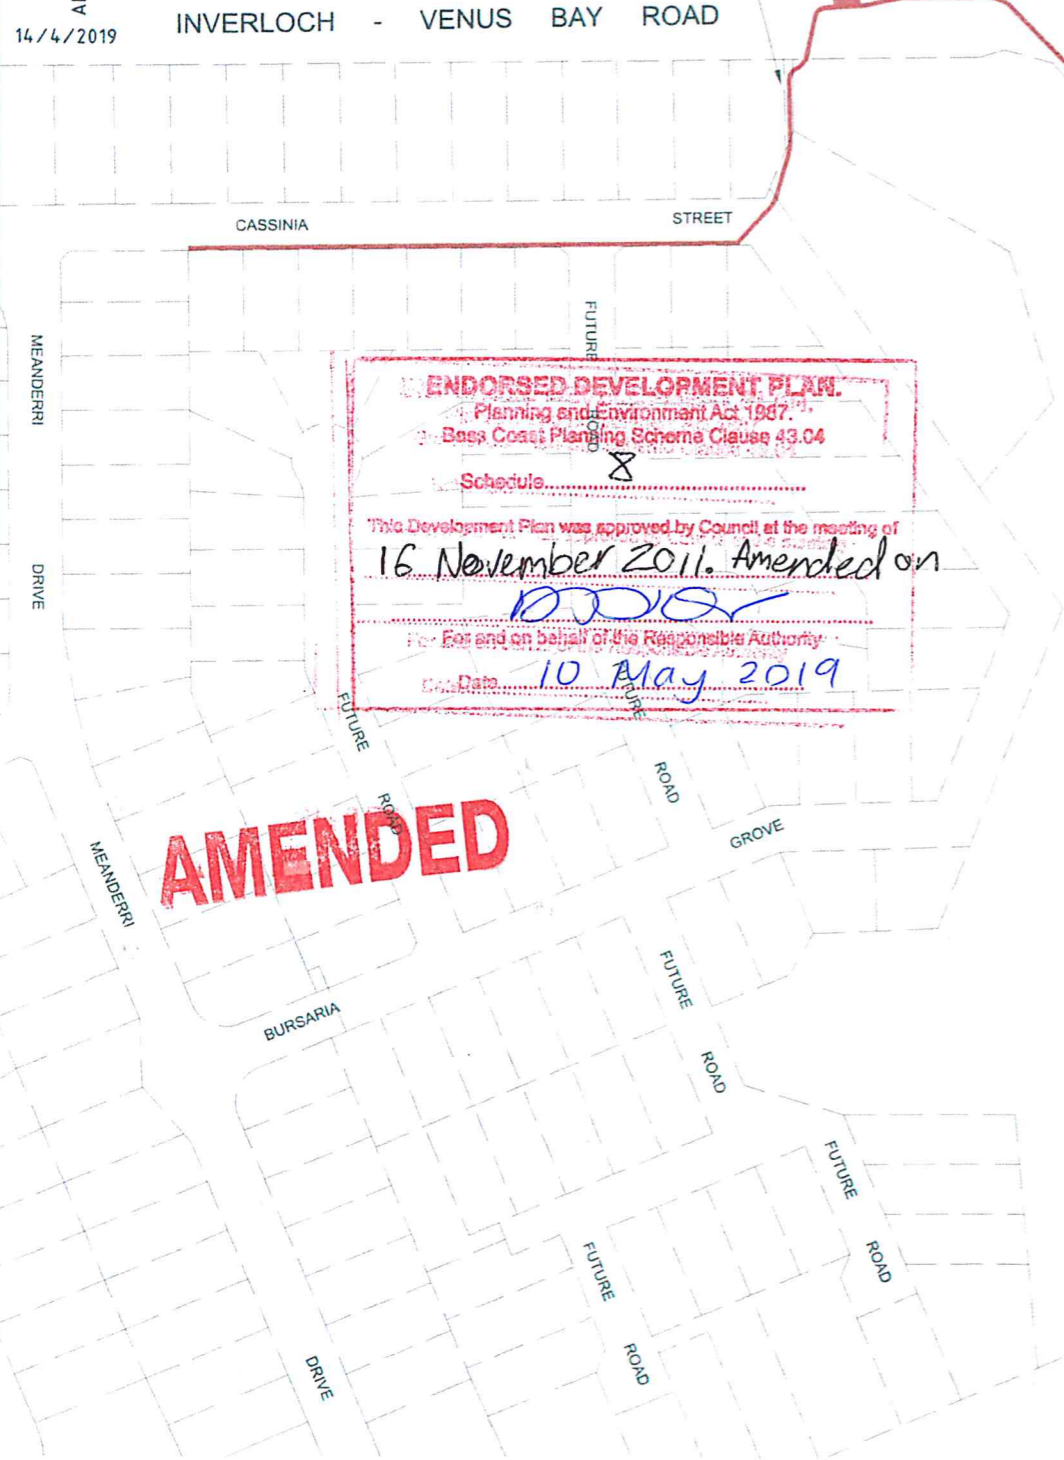 14/4/2019
INVERLOCH - VENUS BAY ROAD
CASSINIA STREET
FUTURE ROAD
MEANDERRI DRIVE
ENDORSED DEVELOPMENT PLAN.
Planning and Environment Act 1987.
Bass Coast Planning Scheme Clause 43.04
Schedule 8
This Development Plan was approved by Council at the meeting of
16 November 2011. Amended on
For and on behalf of the Responsible Authority
Date 10 May 2019
FUTURE ROAD
FUTURE ROAD
AMENDED
MEANDERRI DRIVE
BURSARIA GROVE
FUTURE ROAD
FUTURE ROAD
FUTURE ROAD